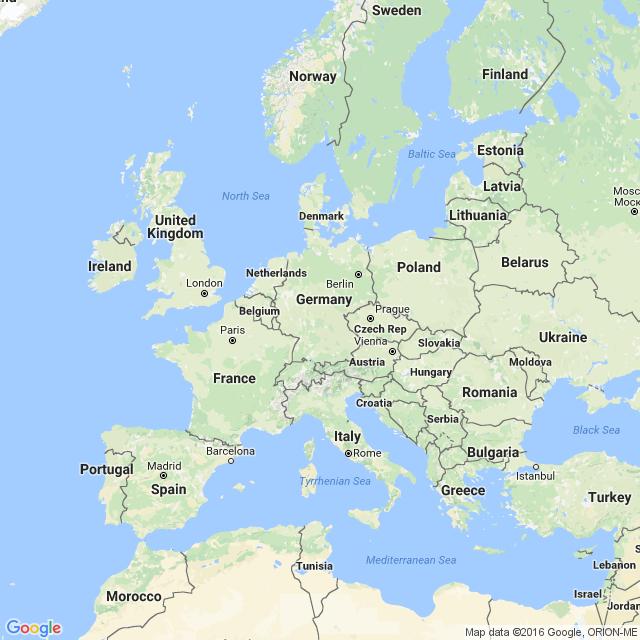 Sweden
Norway
Finland
Estonia
Baltic Sea
Latvia
Mosc
Моск
North Sea
Denmark
Lithuania
United
Kingdom
Ireland
Belarus
Netherlands
Poland
London
Berlin
Germany
Belgium
Prague
Czech Rep
Paris
Vienna
Slovakia
Ukraine
Austria
Moldova
France
Hungary
Romania
Croatia
Serbia
Black Sea
Italy
Rome
Bulgaria
Barcelona
Portugal
Madrid
Spain
Tyrrhenian Sea
Greece
Istanbul
Turkey
Mediterranean Sea
Tunisia
Lebanon
Israel
Morocco
Jordan
Google
Map data ©2016 Google, ORION-ME